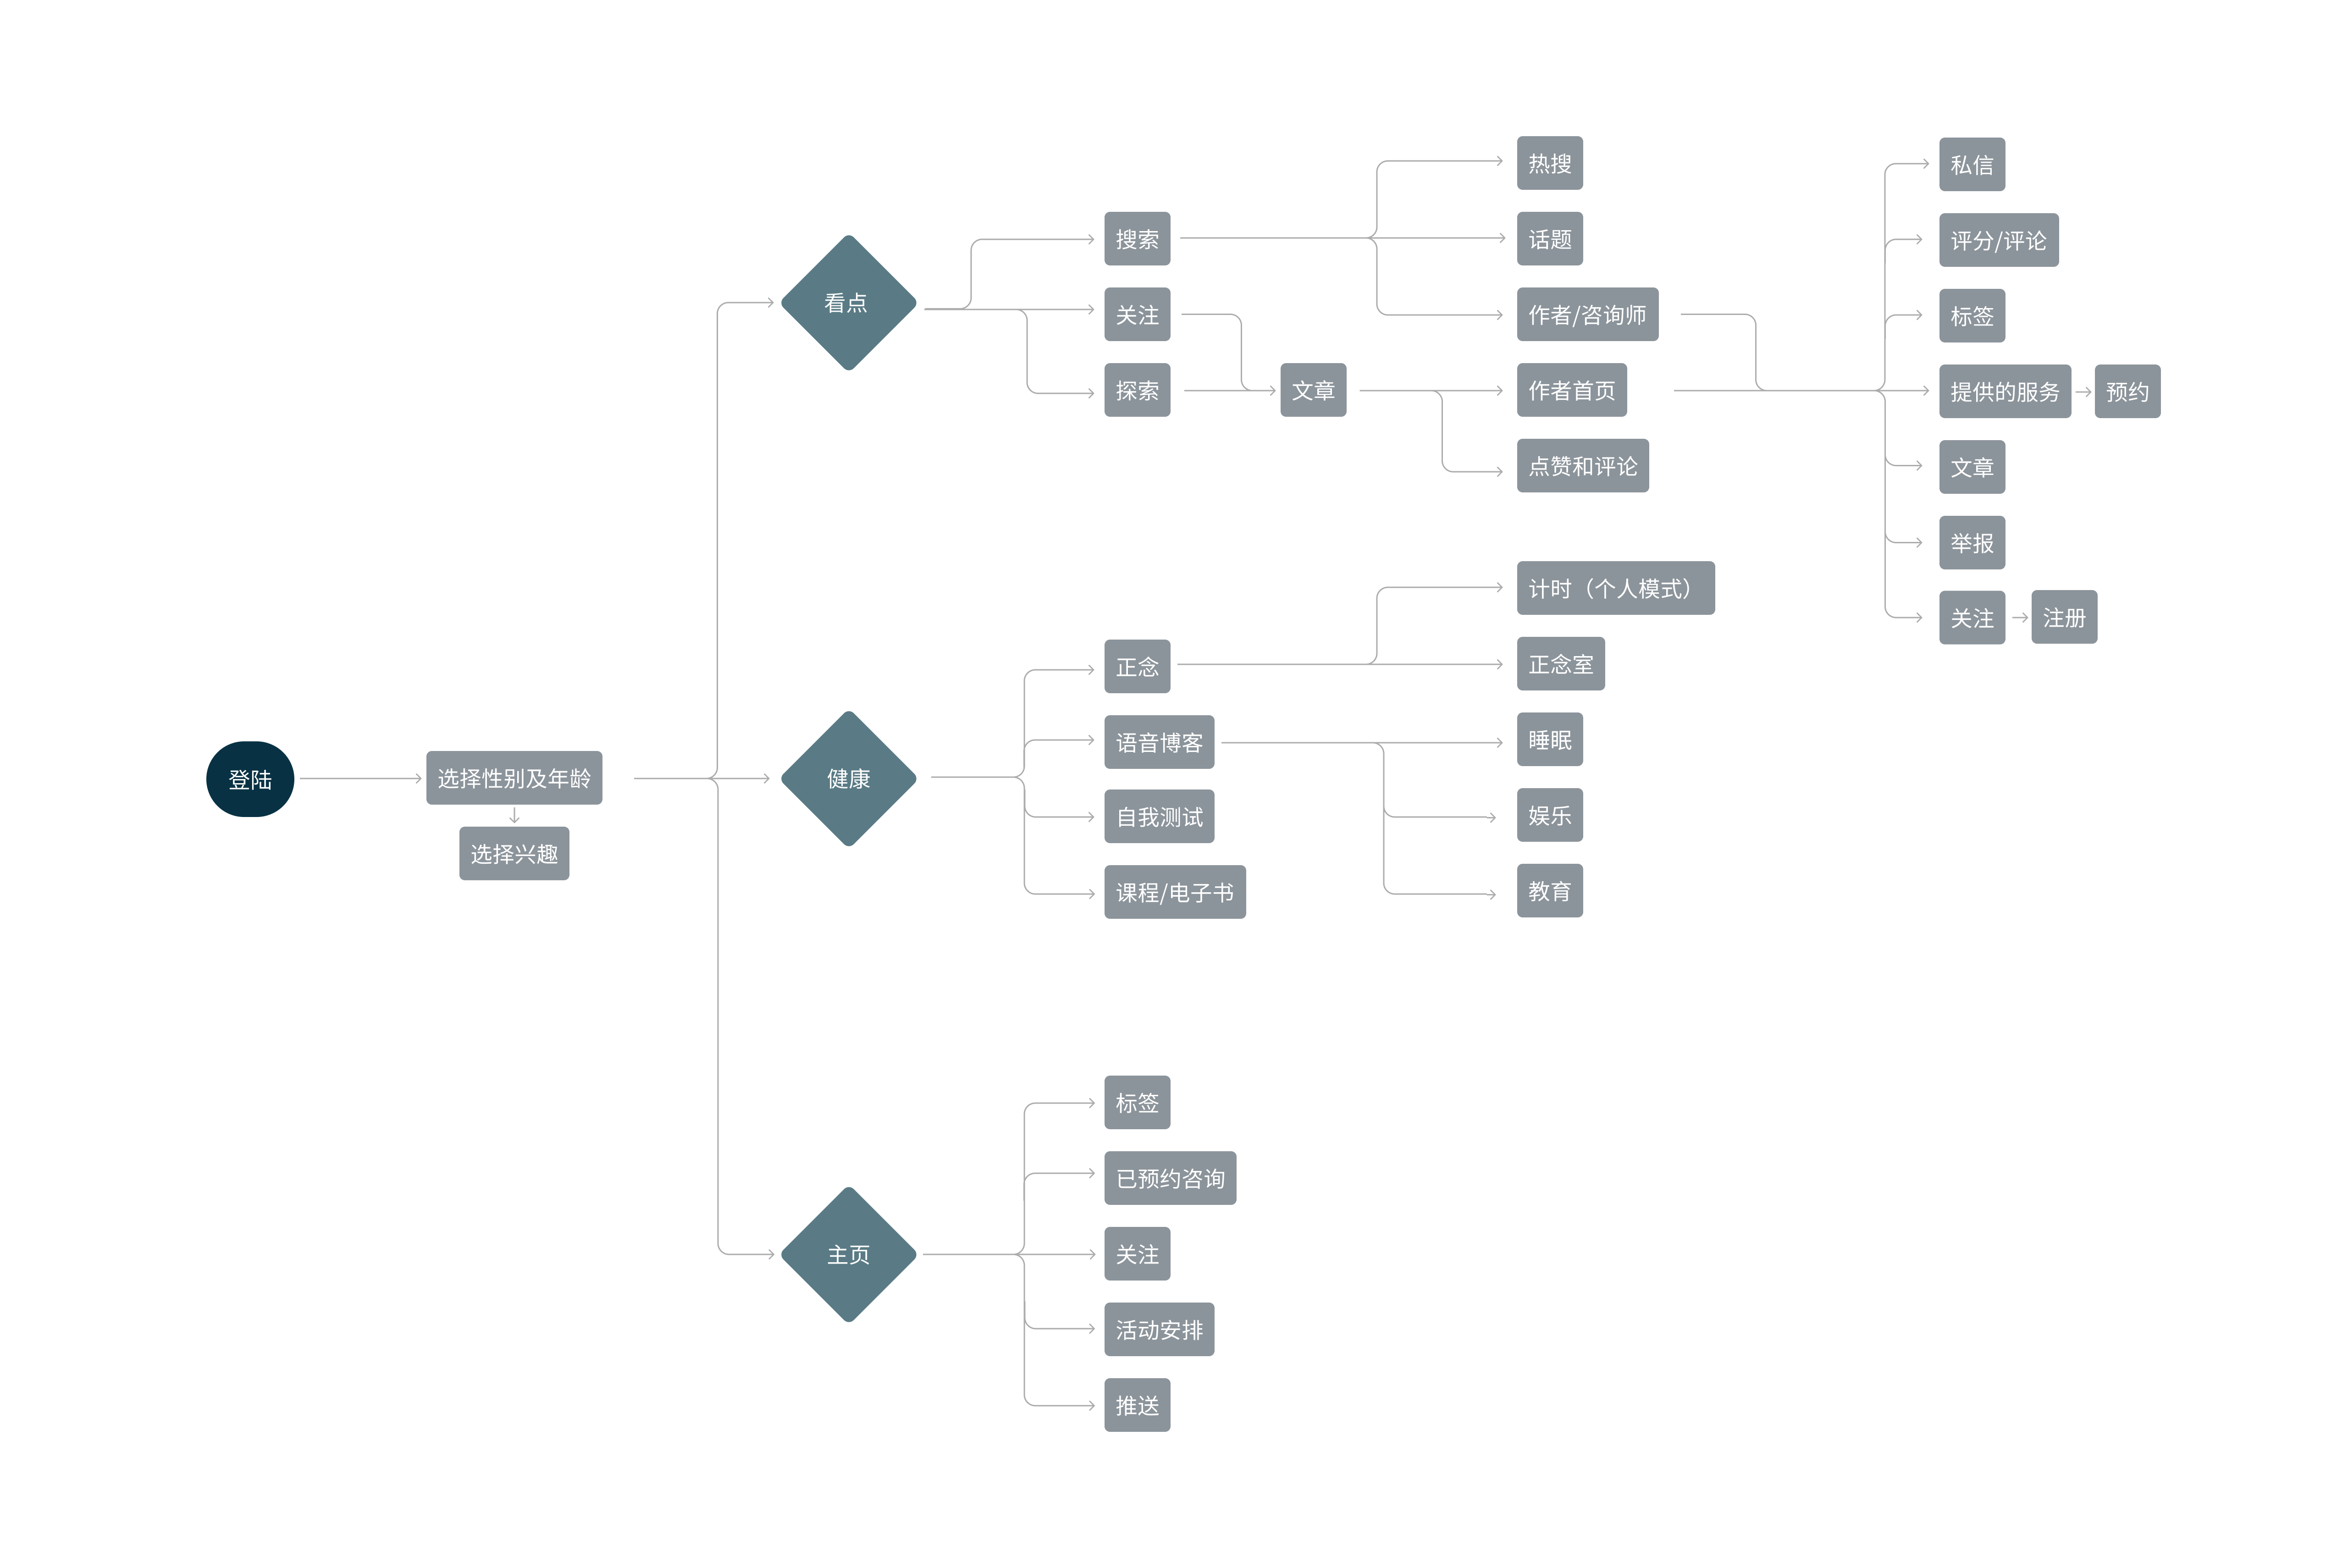 登陆
选择性别及年龄
选择兴趣
看点
搜索
关注
探索
文章
热搜
话题
作者/咨询师
作者首页
点赞和评论
私信
评分/评论
标签
提供的服务
预约
文章
举报
关注
注册
健康
正念
语音博客
自我测试
课程/电子书
计时（个人模式）
正念室
睡眠
娱乐
教育
主页
标签
已预约咨询
关注
活动安排
推送